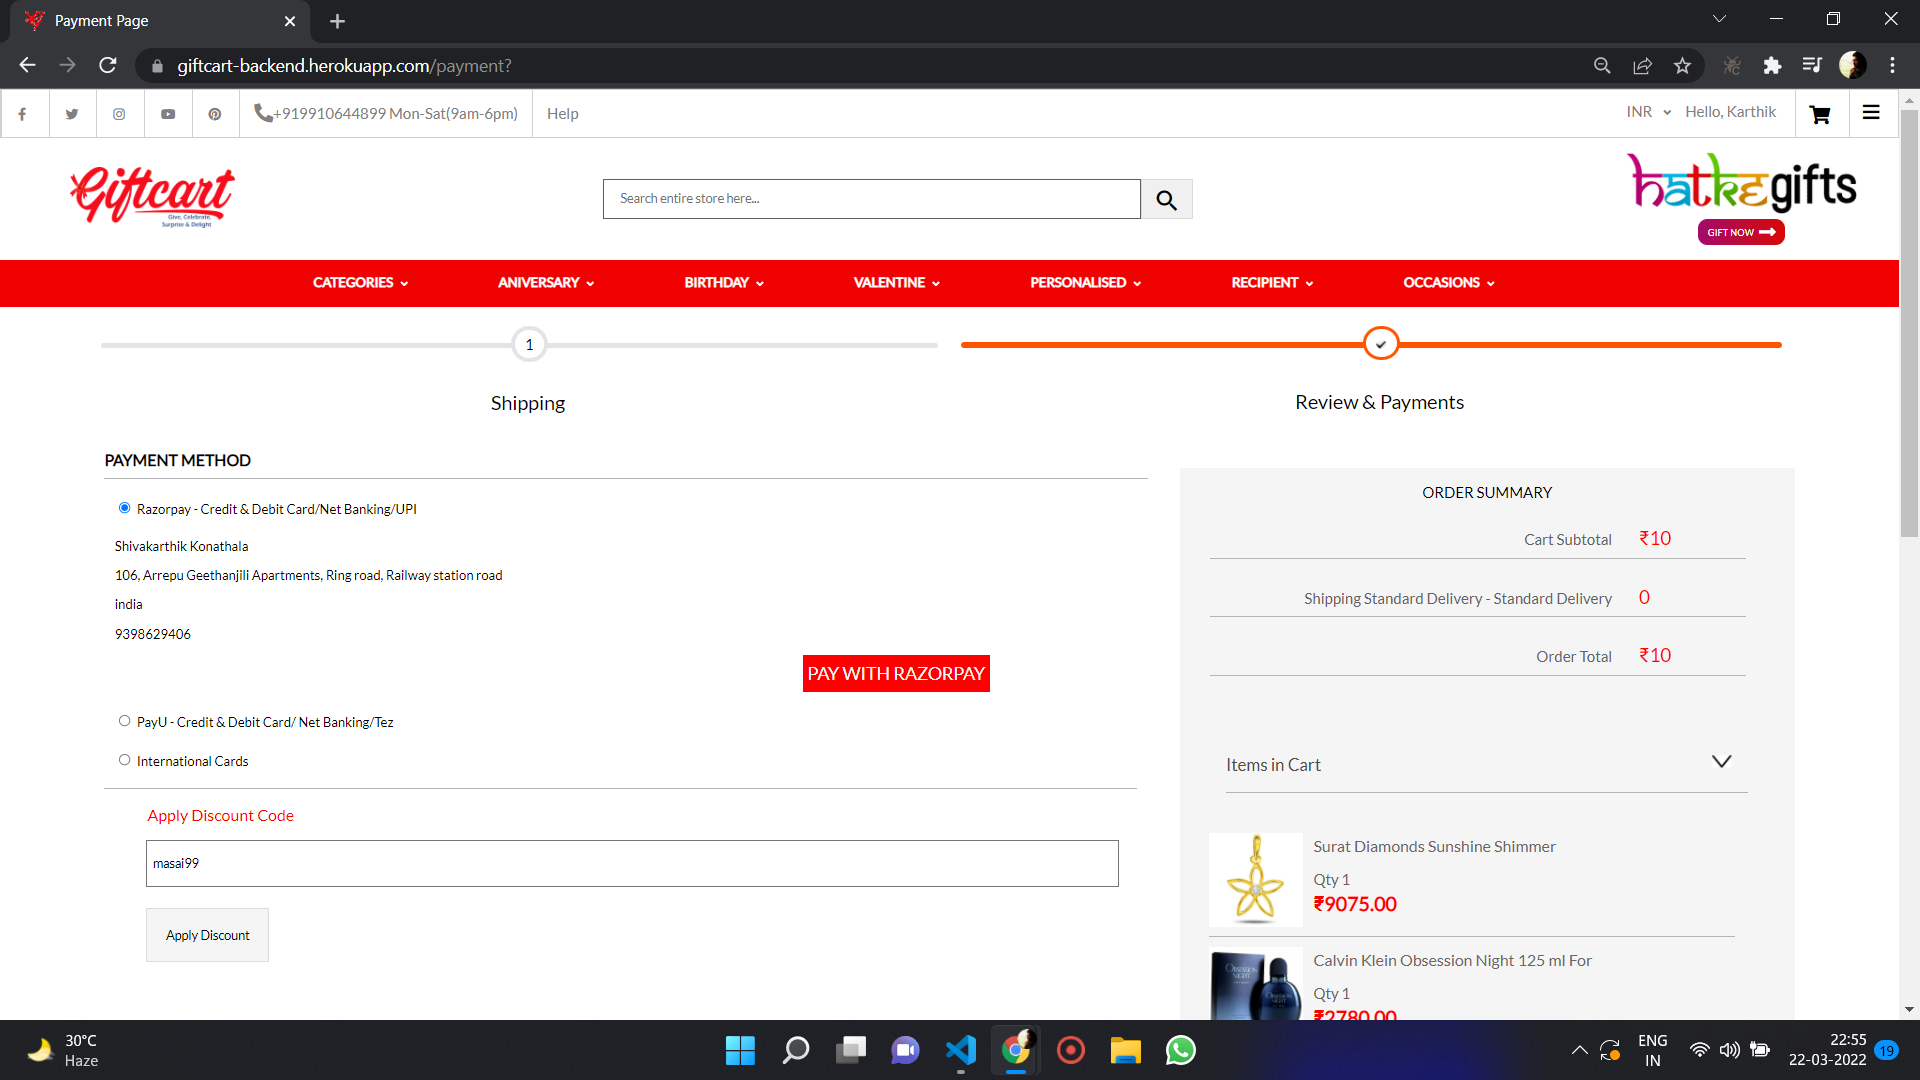 Payment Page
giftcart-backend.herokuapp.com/payment?
+919910644899 Mon-Sat(9am-6pm)
Help
INR
Hello, Karthik
Giftcart
Give, Celebrate,
Surprise & Delight
Search entire store here...
hatke gifts
GIFT NOW
CATEGORIES
ANIVERSARY
BIRTHDAY
VALENTINE
PERSONALISED
RECIPIENT
OCCASIONS
1
Shipping
Review & Payments
PAYMENT METHOD
Razorpay - Credit & Debit Card/Net Banking/UPI
Shivakarthik Konathala
106, Arrepu Geethanjili Apartments, Ring road, Railway station road
india
9398629406
PAY WITH RAZORPAY
PayU - Credit & Debit Card/ Net Banking/Tez
International Cards
Apply Discount Code
masai99
Apply Discount
ORDER SUMMARY
Cart Subtotal ₹10
Shipping Standard Delivery - Standard Delivery 0
Order Total ₹10
Items in Cart
Surat Diamonds Sunshine Shimmer
Qty 1
₹9075.00
Calvin Klein Obsession Night 125 ml For
Qty 1
₹2780.00
OBSESSION
NIGHT
30°C
Haze
ENG
IN
22:55
22-03-2022
19